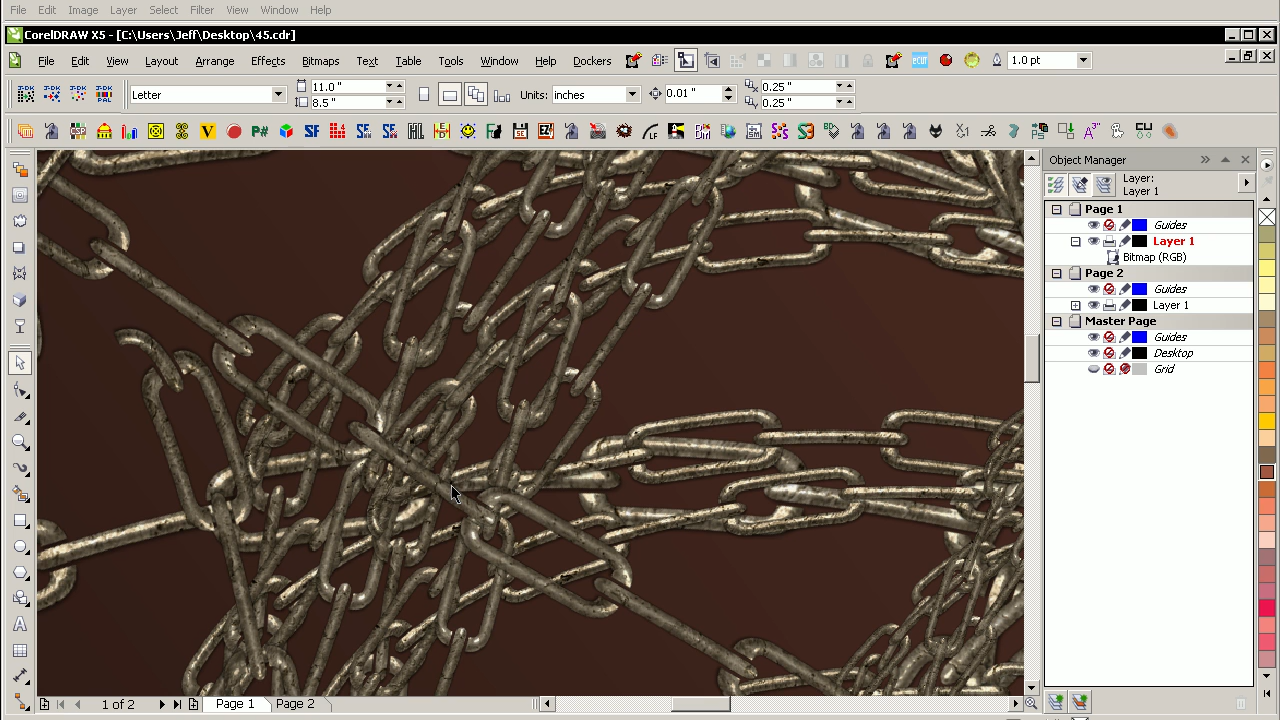 File Edit Image Layer Select Filter View Window Help
CorelDRAW X5 - [C:\Users\Jeff\Desktop\45.cdr]
File Edit View Layout Effects Bitmaps Text Table Tools Window Help Dockers 1.0 pt
Letter 11.0 " 8.5 " Units: inches 0.01 " 0.25 " 0.25 "
Object Manager
Layer:
Layer 1
Page 1
Guides
Layer 1
Bitmap (RGB)
Page 2
Guides
Layer 1
Master Page
Guides
Desktop
Grid
1 of 2 Page 1 Page 2